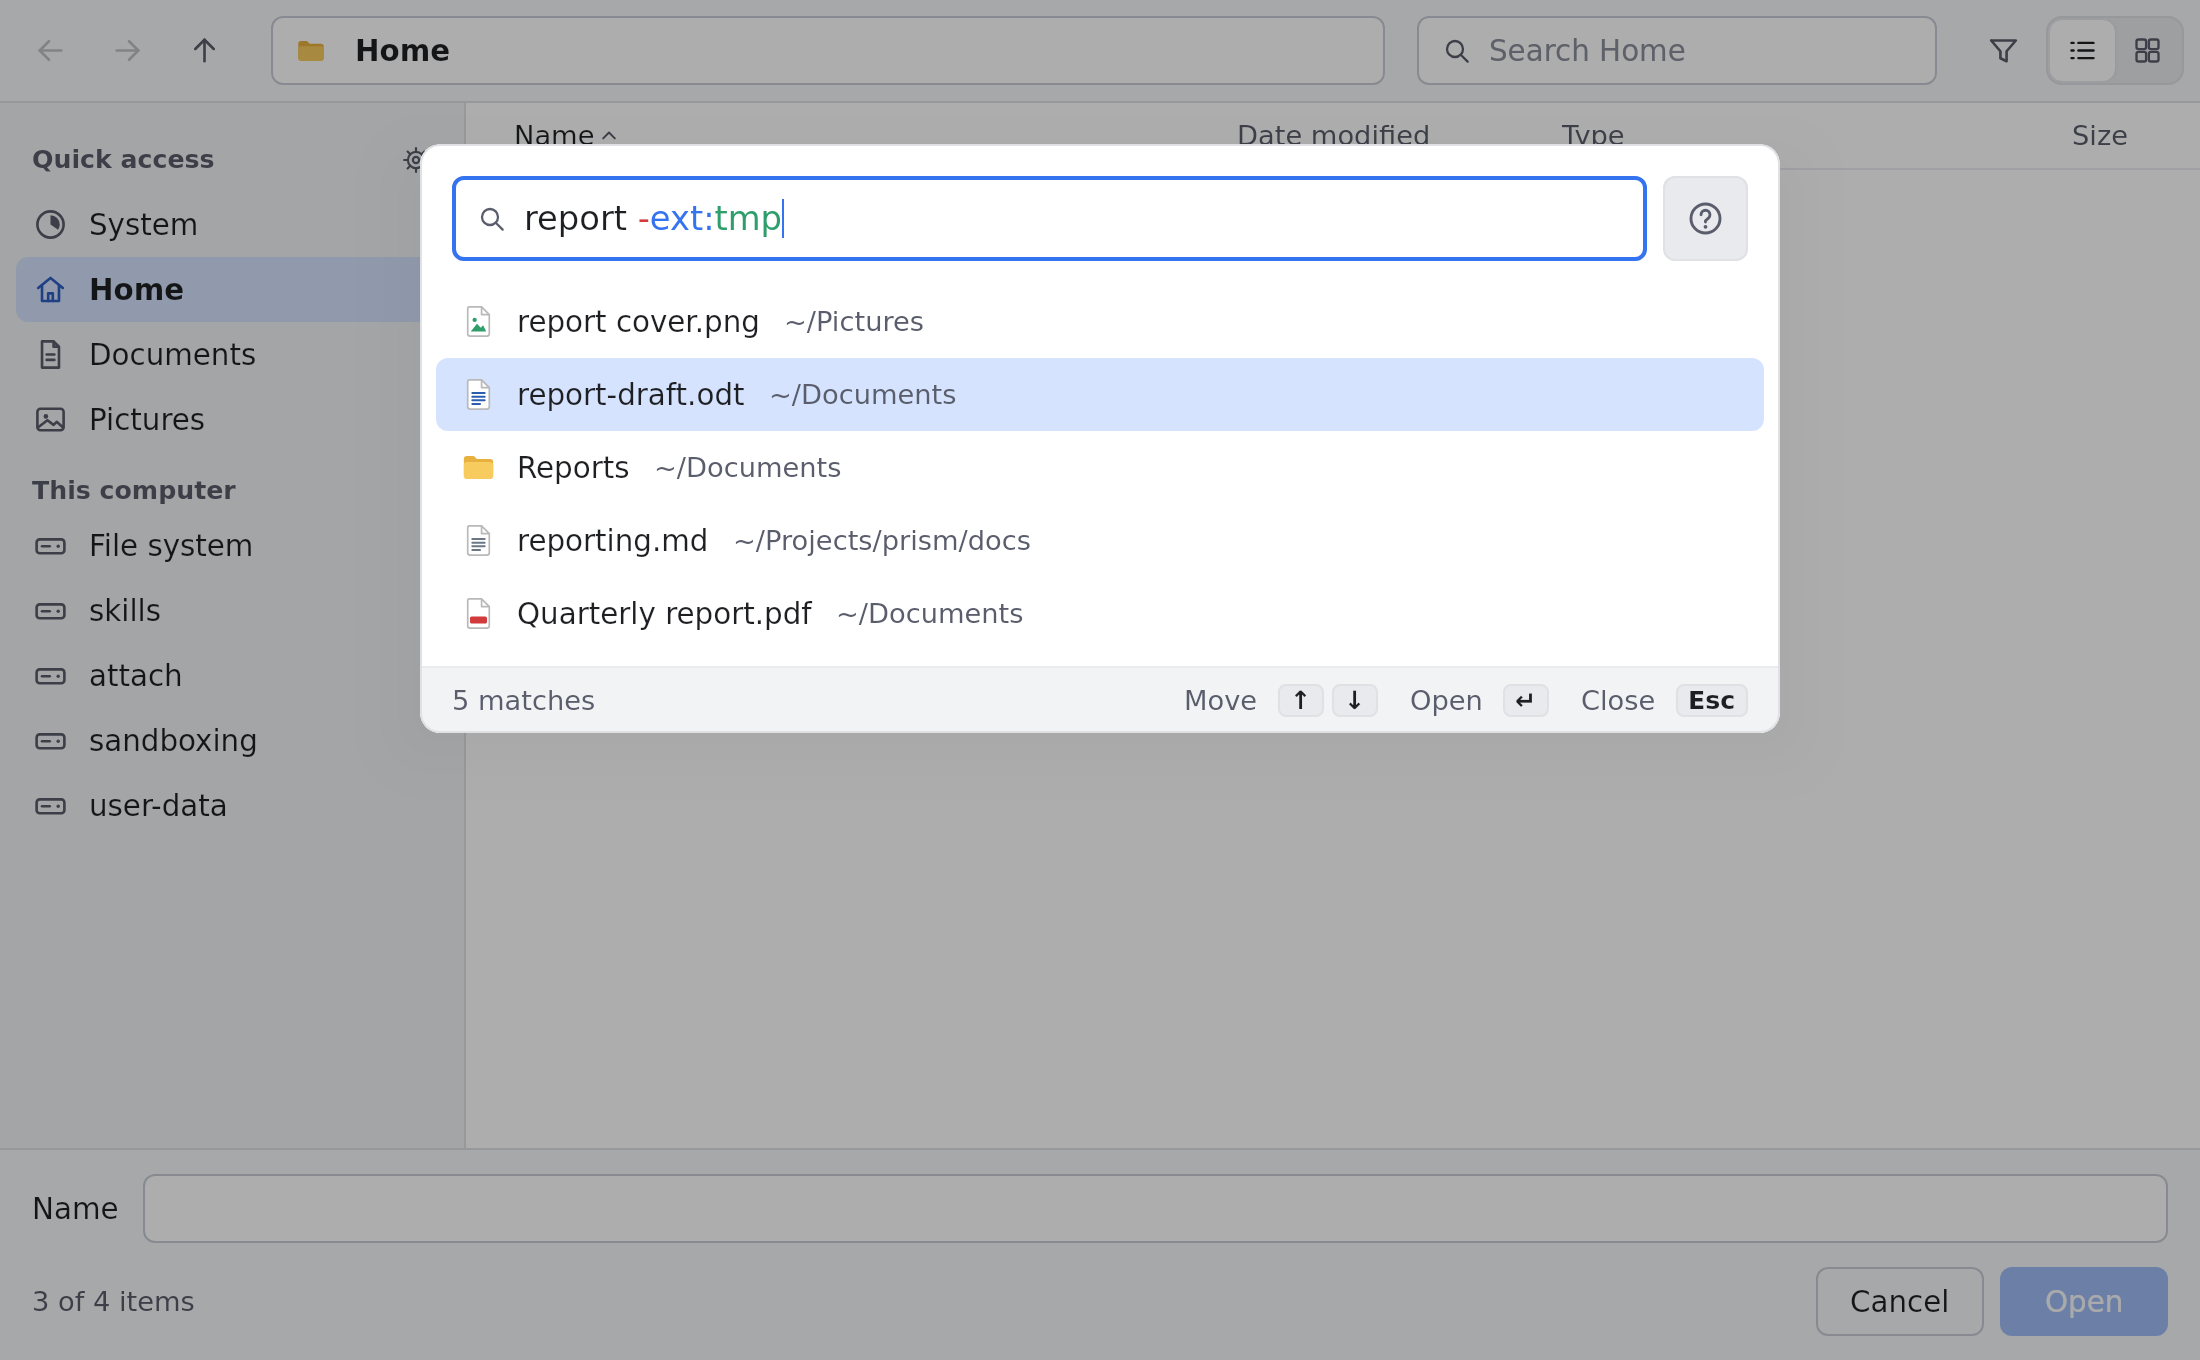 Home
Search Home
Quick access
System
Home
Documents
Pictures
This computer
File system
skills
attach
sandboxing
user-data
Name
Date modified
Type
Size
report -ext:tmp
report cover.png ~/Pictures
report-draft.odt ~/Documents
Reports ~/Documents
reporting.md ~/Projects/prism/docs
Quarterly report.pdf ~/Documents
5 matches
Move ↑ ↓ Open ↵ Close Esc
Name
3 of 4 items
Cancel
Open